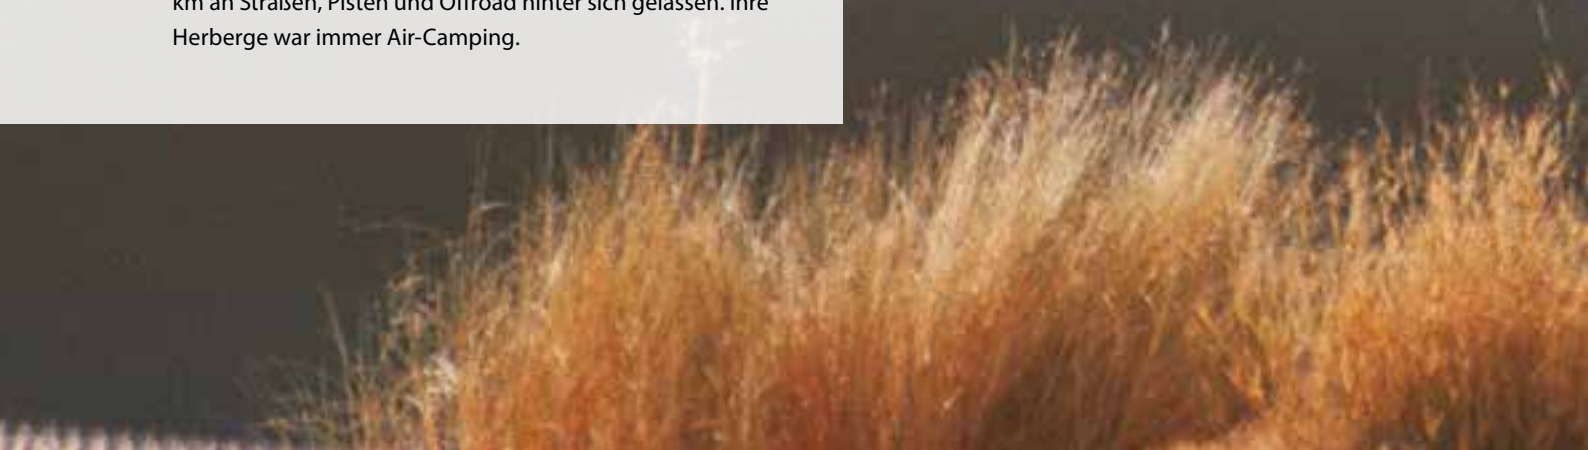 km an Straßen, Pisten und Offroad hinter sich gelassen. Ihre
Herberge war immer Air-Camping.